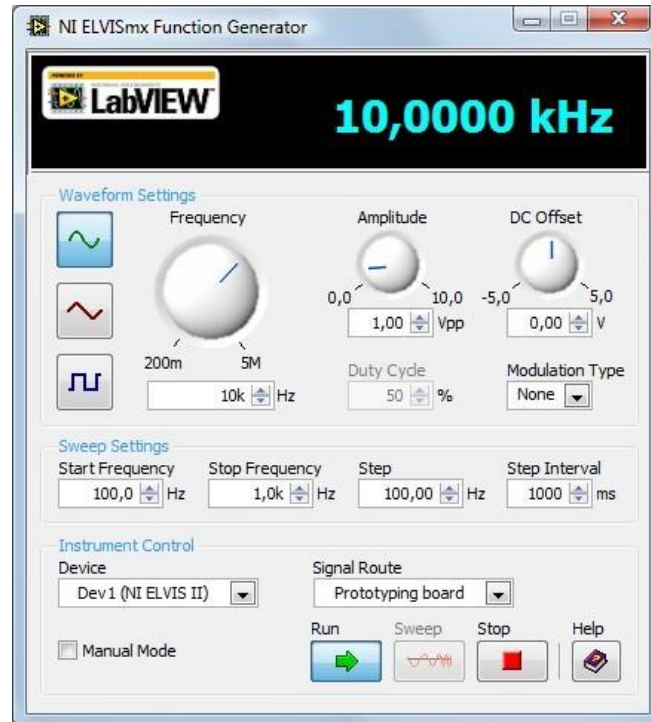 NI ELVISmx Function Generator
POWERED BY
LabVIEW
10,0000 kHz
Waveform Settings
Frequency
Amplitude
DC Offset
0,0 10,0
-5,0 5,0
1,00 Vpp
0,00 V
200m 5M
10k Hz
Duty Cycle
50 %
Modulation Type
None
Sweep Settings
Start Frequency Stop Frequency Step Step Interval
100,0 Hz 1,0k Hz 100,00 Hz 1000 ms
Instrument Control
Device Signal Route
Dev1 (NI ELVIS II) Prototyping board
Run Sweep Stop Help
Manual Mode